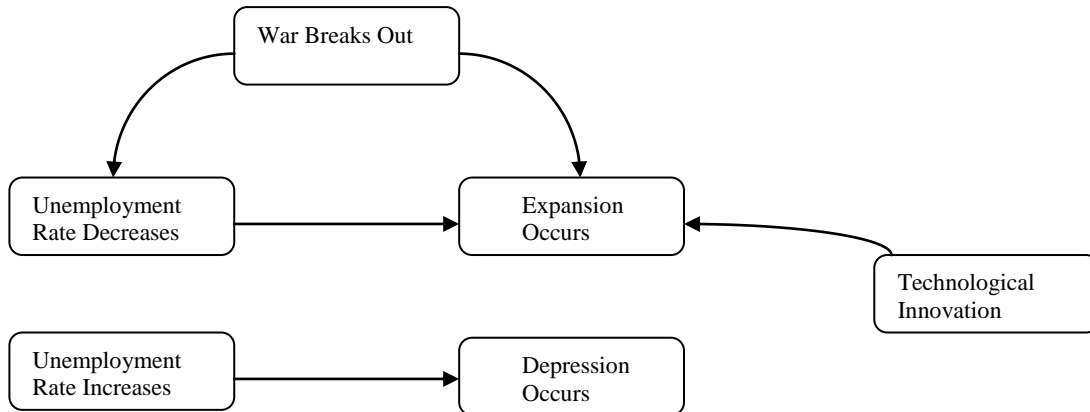 War Breaks Out
Unemployment
Rate Decreases
Expansion
Occurs
Technological
Innovation
Unemployment
Rate Increases
Depression
Occurs